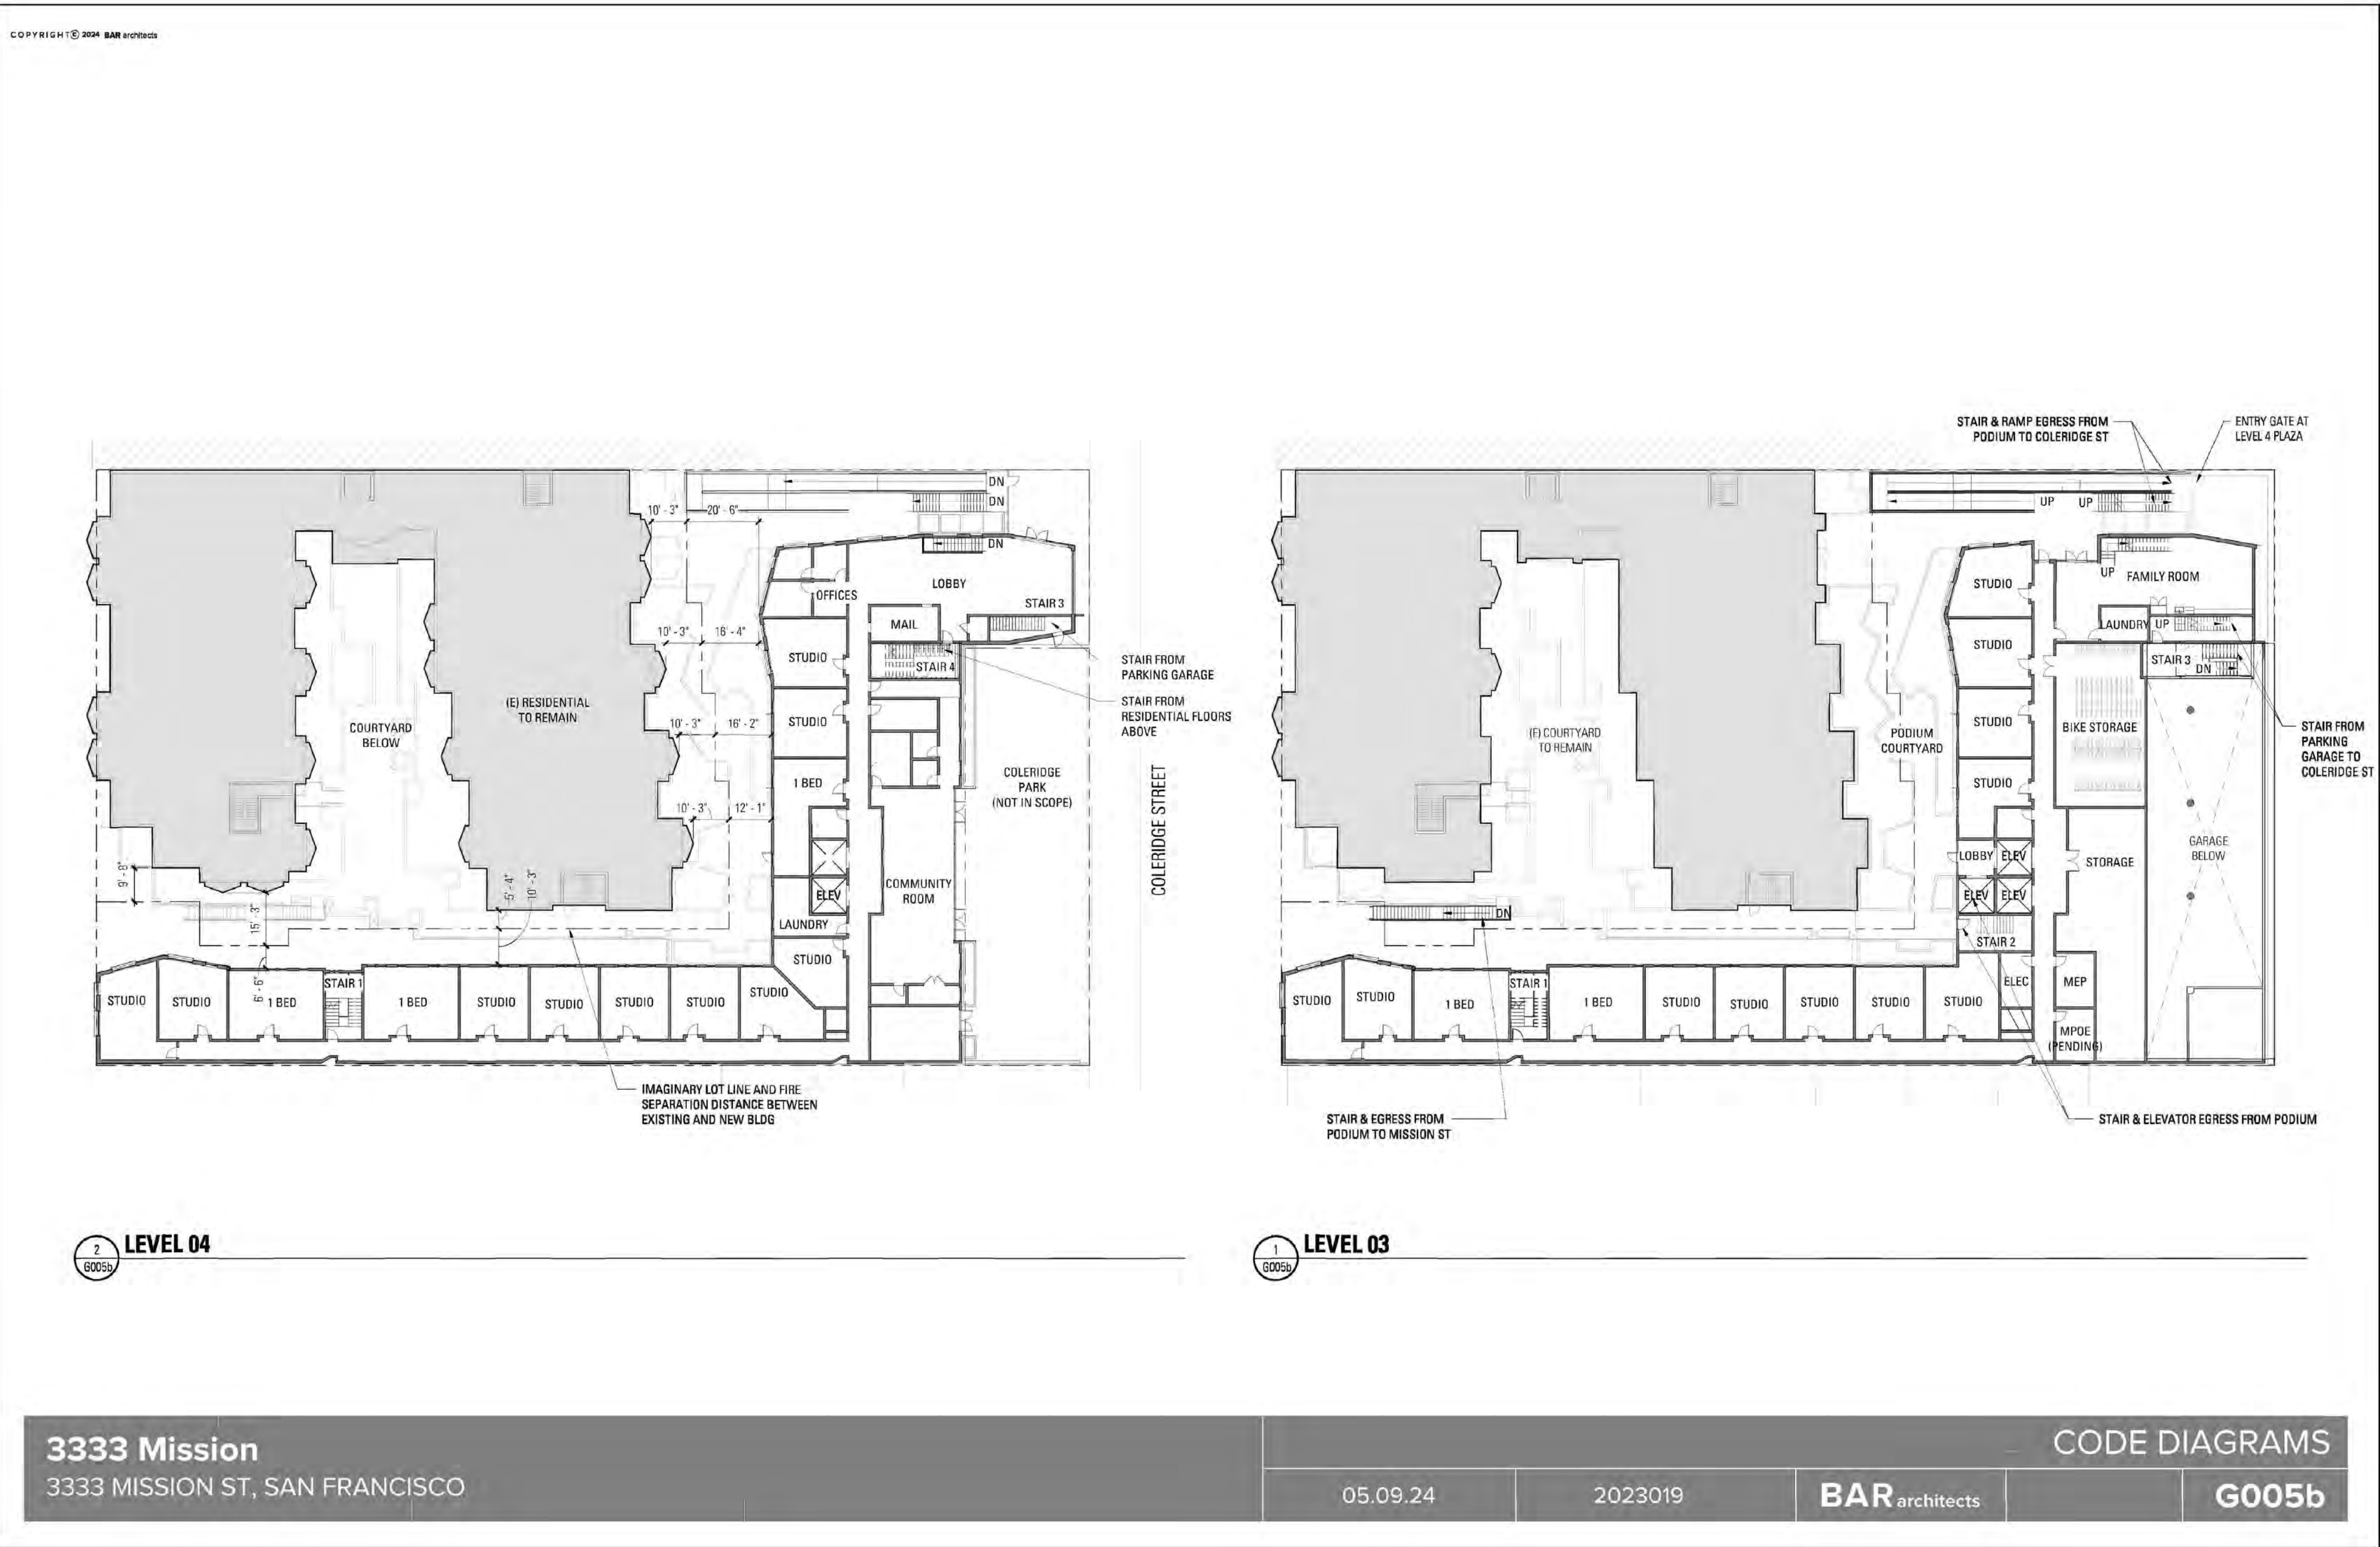 COPYRIGHT© 2024 BAR architects
10' - 3"
20' - 6"
DN
DN
DN
LOBBY
OFFICES
STAIR 3
MAIL
10' - 3"
16' - 4"
STUDIO
STAIR 4
STAIR FROM
PARKING GARAGE
STAIR FROM
RESIDENTIAL FLOORS
ABOVE
(E) RESIDENTIAL
TO REMAIN
COURTYARD
BELOW
10' - 3"
16' - 2"
STUDIO
1 BED
COLERIDGE
PARK
(NOT IN SCOPE)
COLERIDGE STREET
10' - 3"
12' - 1"
9' - 8"
15' - 3"
5' - 4"
10' - 3"
ELEV
COMMUNITY
ROOM
LAUNDRY
STUDIO
6' - 6"
STUDIO
STUDIO
1 BED
STAIR 1
1 BED
STUDIO
STUDIO
STUDIO
STUDIO
STUDIO
IMAGINARY LOT LINE AND FIRE
SEPARATION DISTANCE BETWEEN
EXISTING AND NEW BLDG
2
G005b
LEVEL 04
STAIR & RAMP EGRESS FROM
PODIUM TO COLERIDGE ST
ENTRY GATE AT
LEVEL 4 PLAZA
UP
UP
STUDIO
UP
FAMILY ROOM
LAUNDRY
UP
STUDIO
STAIR 3
DN
STUDIO
BIKE STORAGE
STAIR FROM
PARKING
GARAGE TO
COLERIDGE ST
COURTYARD
TO REMAIN
PODIUM
COURTYARD
STUDIO
GARAGE
BELOW
LOBBY
ELEV
STORAGE
ELEV
ELEV
DN
STAIR 2
STUDIO
STUDIO
1 BED
STAIR 1
1 BED
STUDIO
STUDIO
STUDIO
STUDIO
STUDIO
ELEC
MEP
MPOE
(PENDING)
STAIR & EGRESS FROM
PODIUM TO MISSION ST
STAIR & ELEVATOR EGRESS FROM PODIUM
1
G005b
LEVEL 03
3333 Mission
3333 MISSION ST, SAN FRANCISCO
CODE DIAGRAMS
05.09.24
2023019
BAR architects
G005b